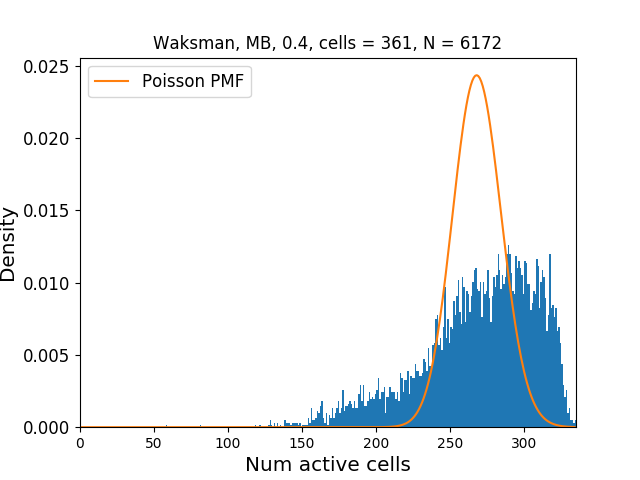 Waksman, MB, 0.4, cells = 361, N = 6172
Poisson PMF
0.025
0.020
0.015
0.010
0.005
0.000
Density
0 50 100 150 200 250 300
Num active cells